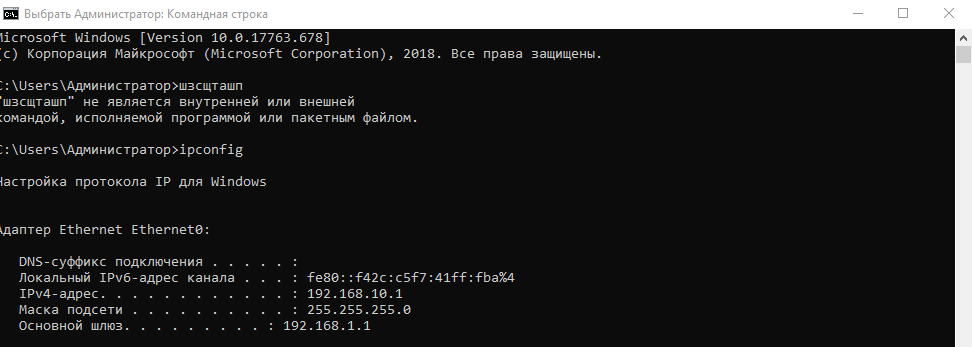 Выбрать Администратор: Командная строка
Microsoft Windows [Version 10.0.17763.678]
(c) Корпорация Майкрософт (Microsoft Corporation), 2018. Все права защищены.
C:\Users\Администратор>шзсщташп
"шзсщташп" не является внутренней или внешней
командой, исполняемой программой или пакетным файлом.
C:\Users\Администратор>ipconfig
Настройка протокола IP для Windows
Адаптер Ethernet Ethernet0:
DNS-суффикс подключения . . . . . :
Локальный IPv6-адрес канала . . . : fe80::f42c:c5f7:41ff:fba%4
IPv4-адрес. . . . . . . . . . . . : 192.168.10.1
Маска подсети . . . . . . . . . . : 255.255.255.0
Основной шлюз. . . . . . . . . : 192.168.1.1